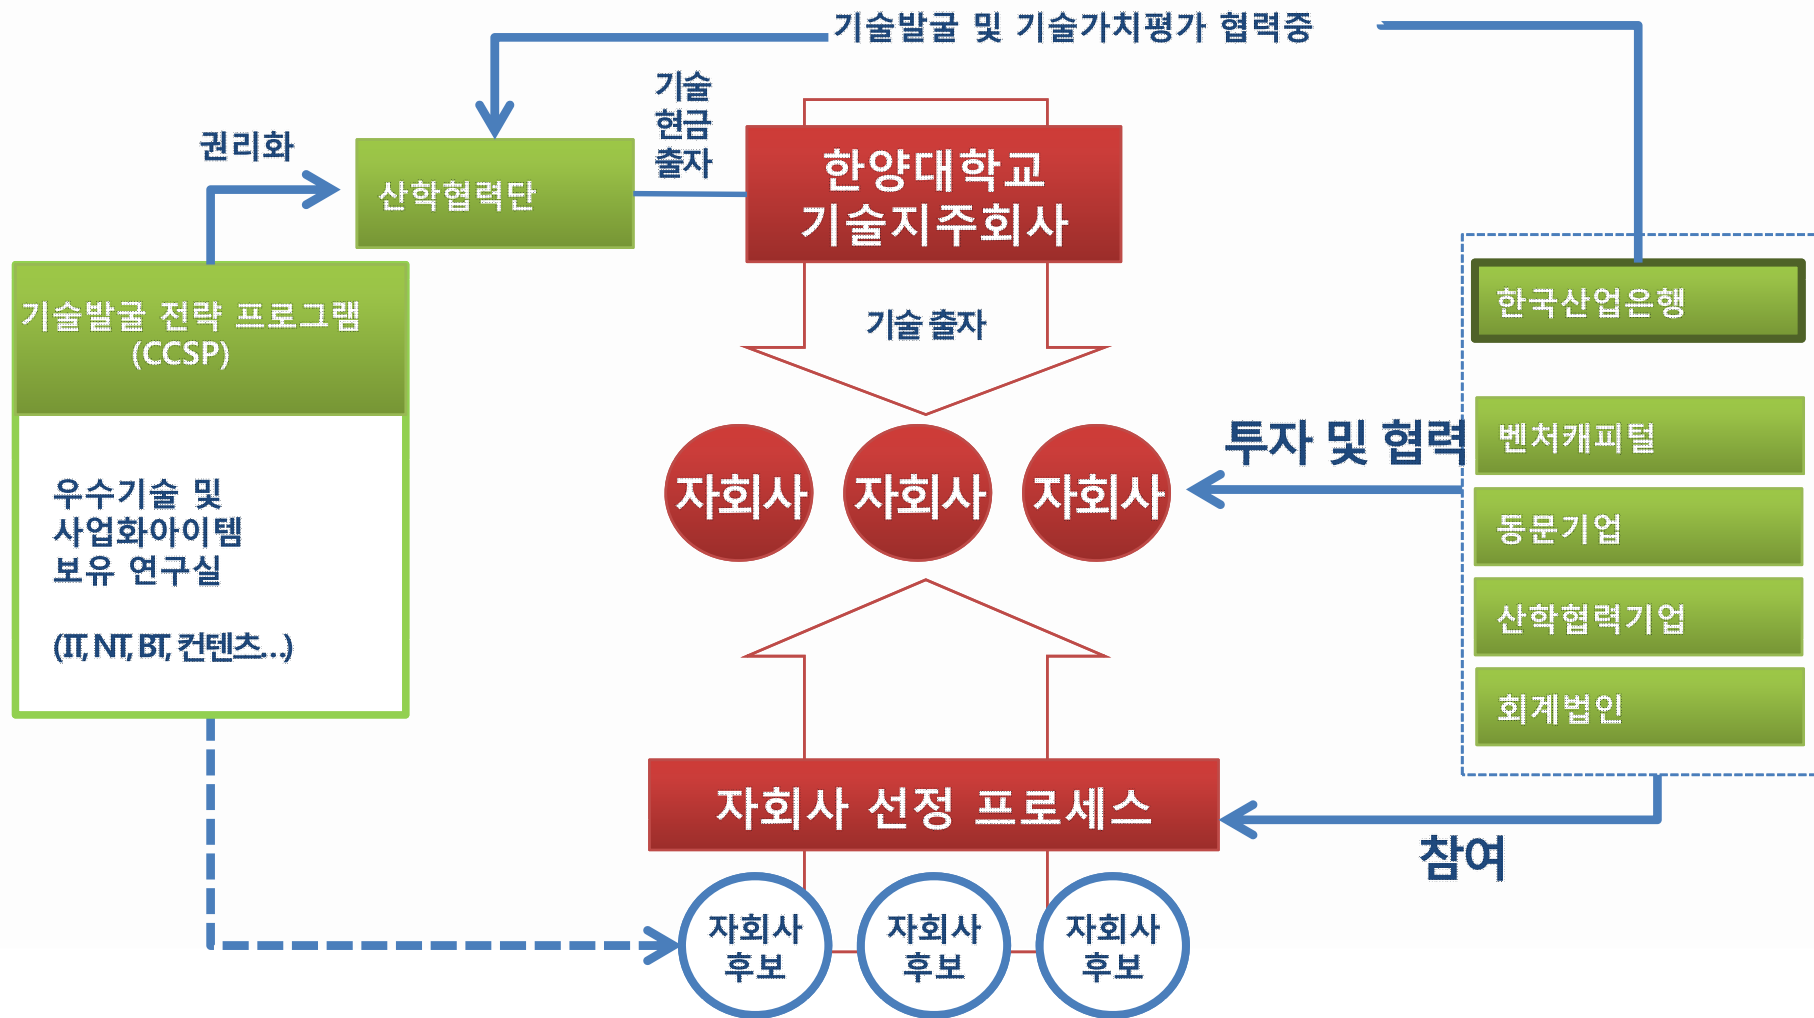 기술발굴 및 기술가치평가 협력중
기술
현금
출자
권리화
산학협력단
한양대학교
기술지주회사
기술발굴 전략 프로그램
(CCSP)
기술 출자
한국산업은행
우수기술 및
사업화아이템
보유 연구실
(IT, NT, BT, 컨텐츠…)
자회사
자회사
자회사
투자 및 협력
벤처캐피털
동문기업
산학협력기업
회계법인
자회사 선정 프로세스
참여
자회사
후보
자회사
후보
자회사
후보